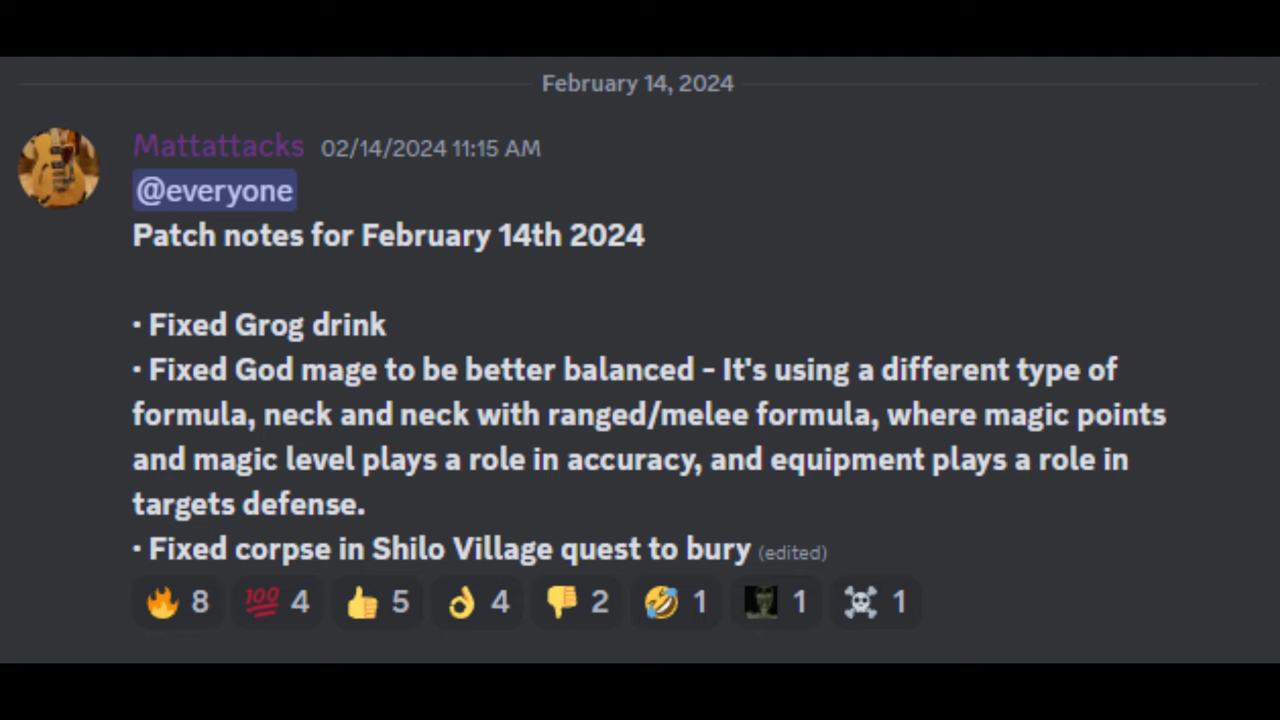 February 14, 2024
Mattattacks 02/14/2024 11:15 AM
@everyone
Patch notes for February 14th 2024
• Fixed Grog drink
• Fixed God mage to be better balanced - It's using a different type of
formula, neck and neck with ranged/melee formula, where magic points
and magic level plays a role in accuracy, and equipment plays a role in
targets defense.
• Fixed corpse in Shilo Village quest to bury (edited)
🔥 8 💯 4 👍 5 👌 4 👎 2 🤣 1 1 ☠️ 1